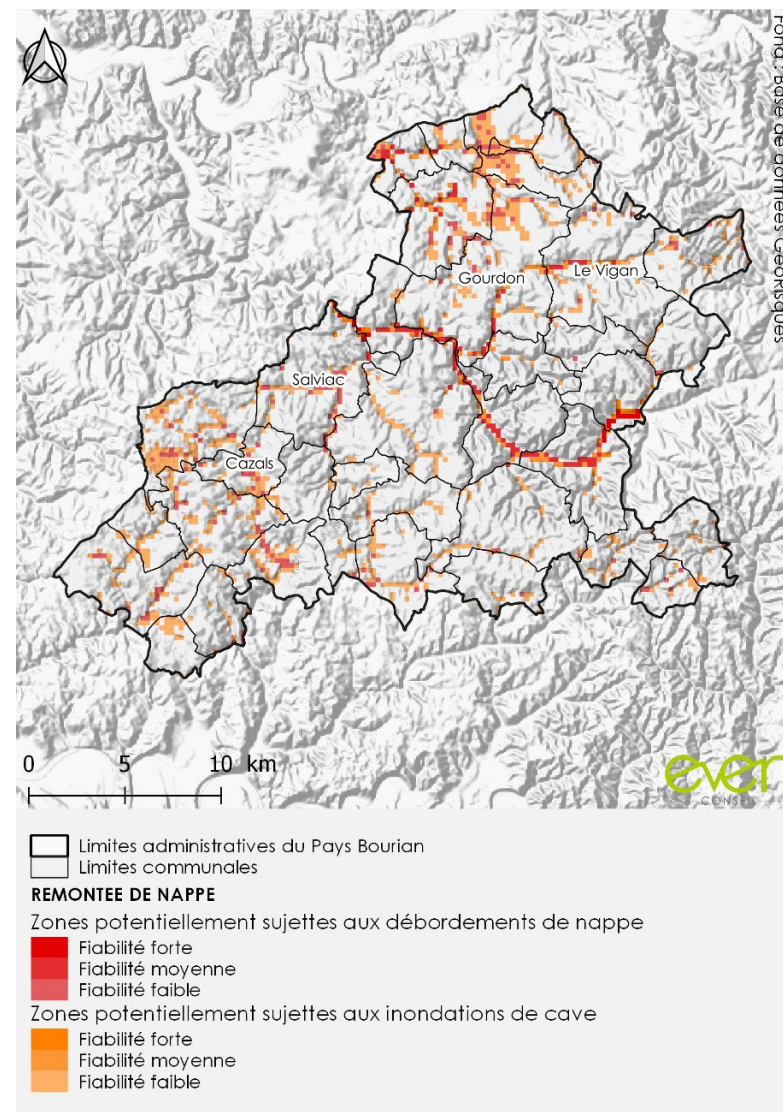 Fond : Base de données Géorisques
Gourdon
Le Vigan
Salviac
Cazals
0 5 10 km
ever
CONSEIL
Limites administratives du Pays Bourian
Limites communales
REMONTEE DE NAPPE
Zones potentiellement sujettes aux débordements de nappe
Fiabilité forte
Fiabilité moyenne
Fiabilité faible
Zones potentiellement sujettes aux inondations de cave
Fiabilité forte
Fiabilité moyenne
Fiabilité faible